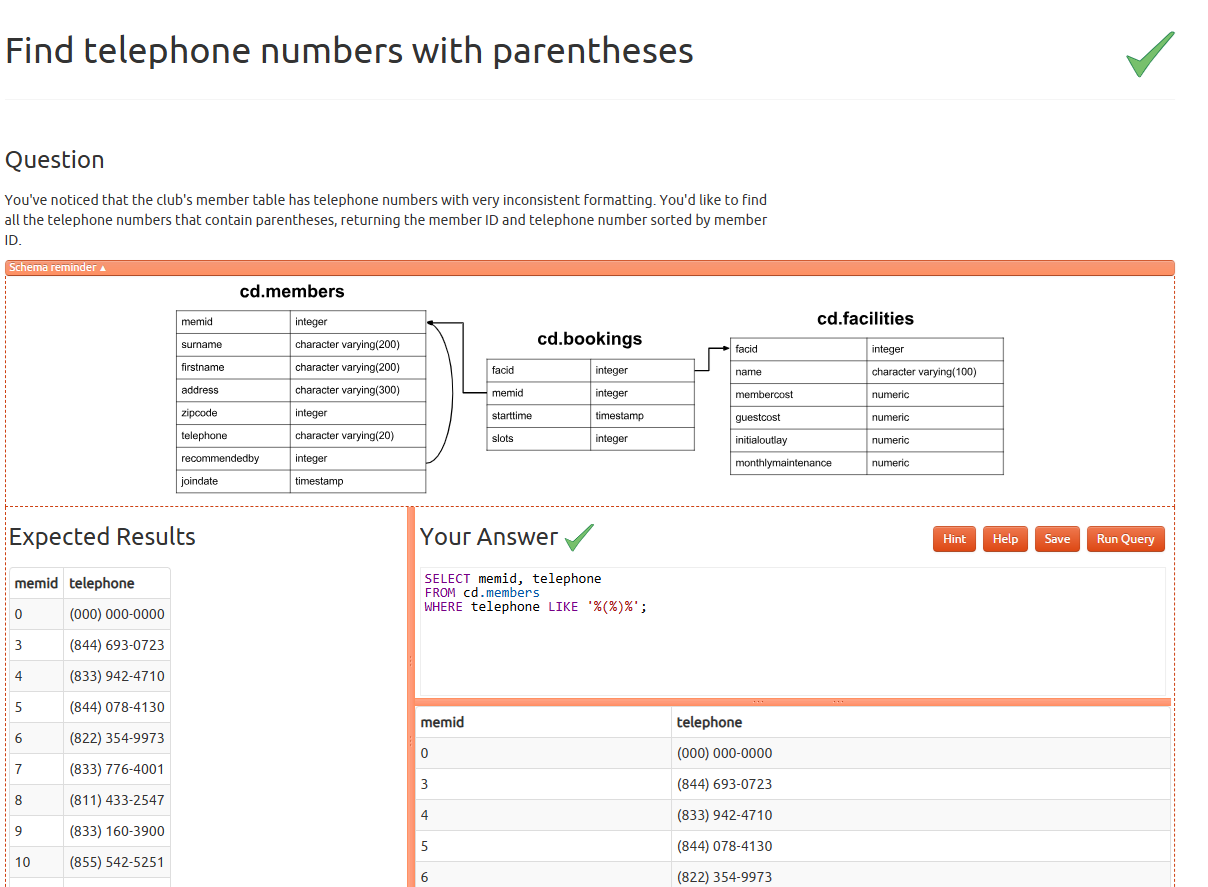 Find telephone numbers with parentheses
Question
You've noticed that the club's member table has telephone numbers with very inconsistent formatting. You'd like to find
all the telephone numbers that contain parentheses, returning the member ID and telephone number sorted by member
ID.
Schema reminder ▲
cd.members
memid integer
surname character varying(200)
firstname character varying(200)
address character varying(300)
zipcode integer
telephone character varying(20)
recommendedby integer
joindate timestamp
cd.bookings
facid integer
memid integer
starttime timestamp
slots integer
cd.facilities
facid integer
name character varying(100)
membercost numeric
guestcost numeric
initialoutlay numeric
monthlymaintenance numeric
Expected Results
memid telephone
0 (000) 000-0000
3 (844) 693-0723
4 (833) 942-4710
5 (844) 078-4130
6 (822) 354-9973
7 (833) 776-4001
8 (811) 433-2547
9 (833) 160-3900
10 (855) 542-5251
Your Answer
Hint Help Save Run Query
SELECT memid, telephone
FROM cd.members
WHERE telephone LIKE '%(%)%';
memid telephone
0 (000) 000-0000
3 (844) 693-0723
4 (833) 942-4710
5 (844) 078-4130
6 (822) 354-9973